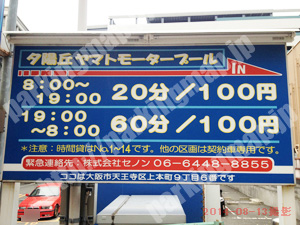 夕陽丘ヤマトモータープール
IN
8:00～19:00 20分/100円
19:00～8:00 60分/100円
*注意：時間貸はNo.1～14です。他の区画は契約車専用です。
緊急連絡先：株式会社セノン 06-6448-8855
ココは大阪市天王寺区上本町9丁目6番です